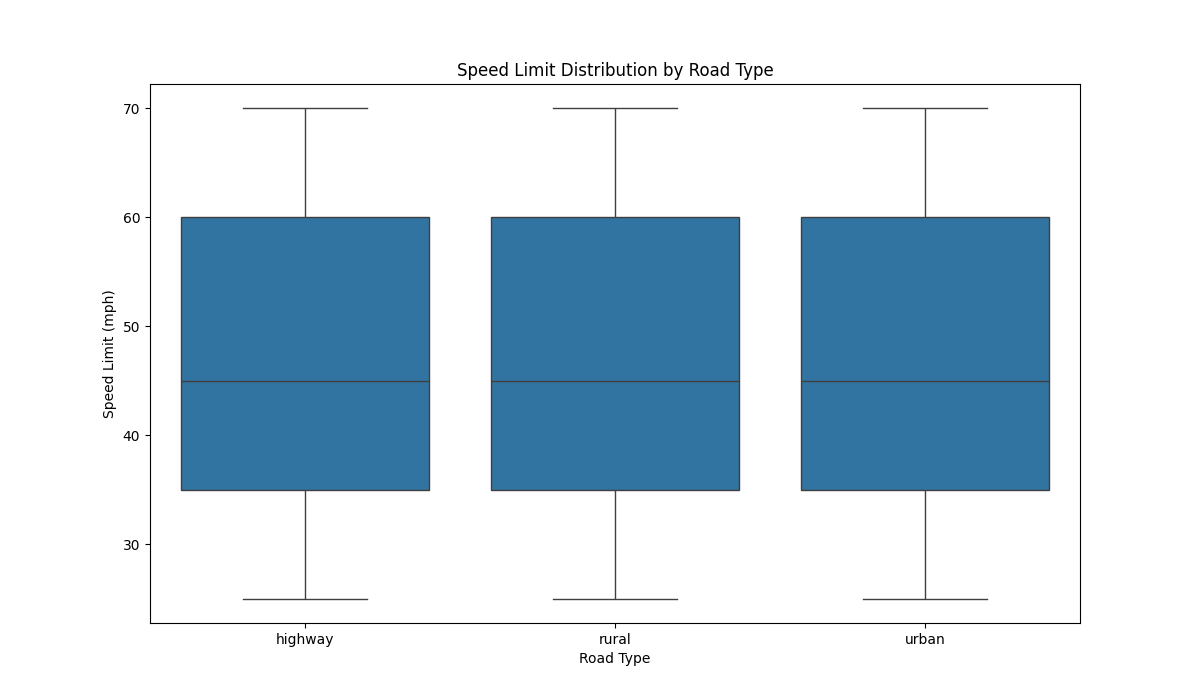 Speed Limit Distribution by Road Type
70
60
50
40
30
Speed Limit (mph)
highway rural urban
Road Type